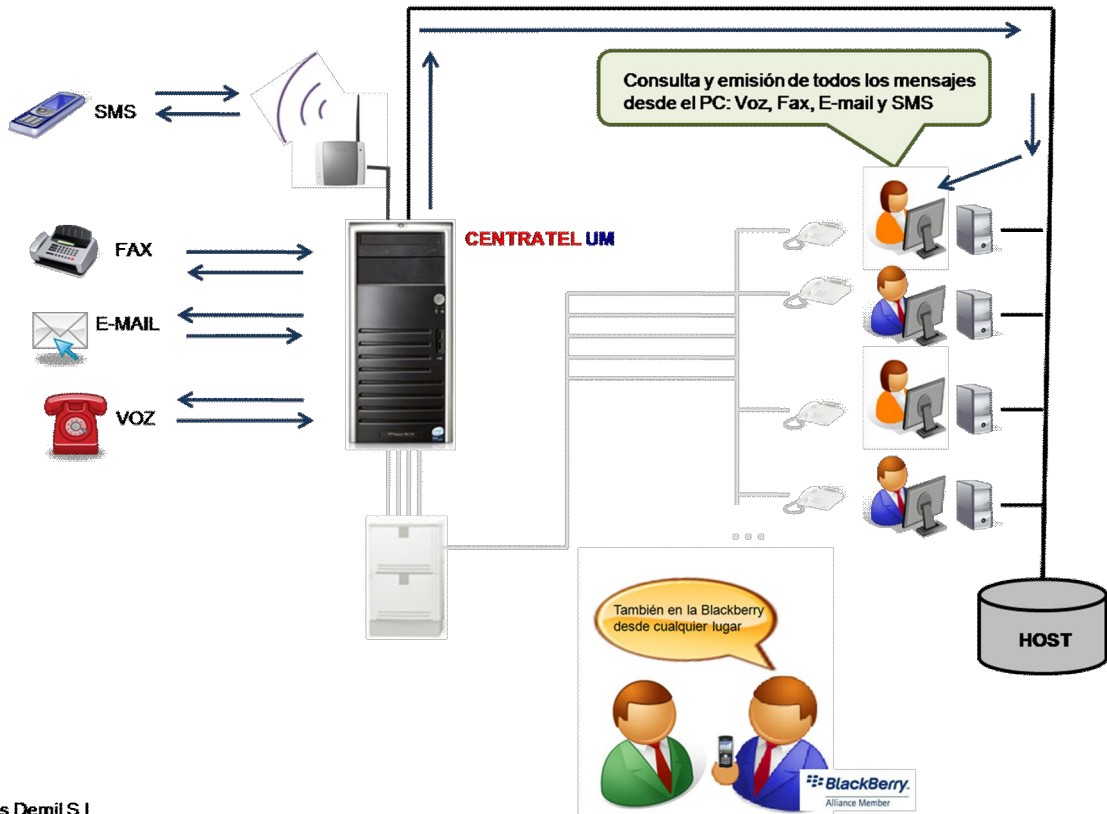 Consulta y emisión de todos los mensajes
desde el PC: Voz, Fax, E-mail y SMS
SMS
CENTRATEL UM
FAX
E-MAIL
VOZ
También en la Blackberry
desde cualquier lugar
HOST
BlackBerry.
Alliance Member
s Demil S.L